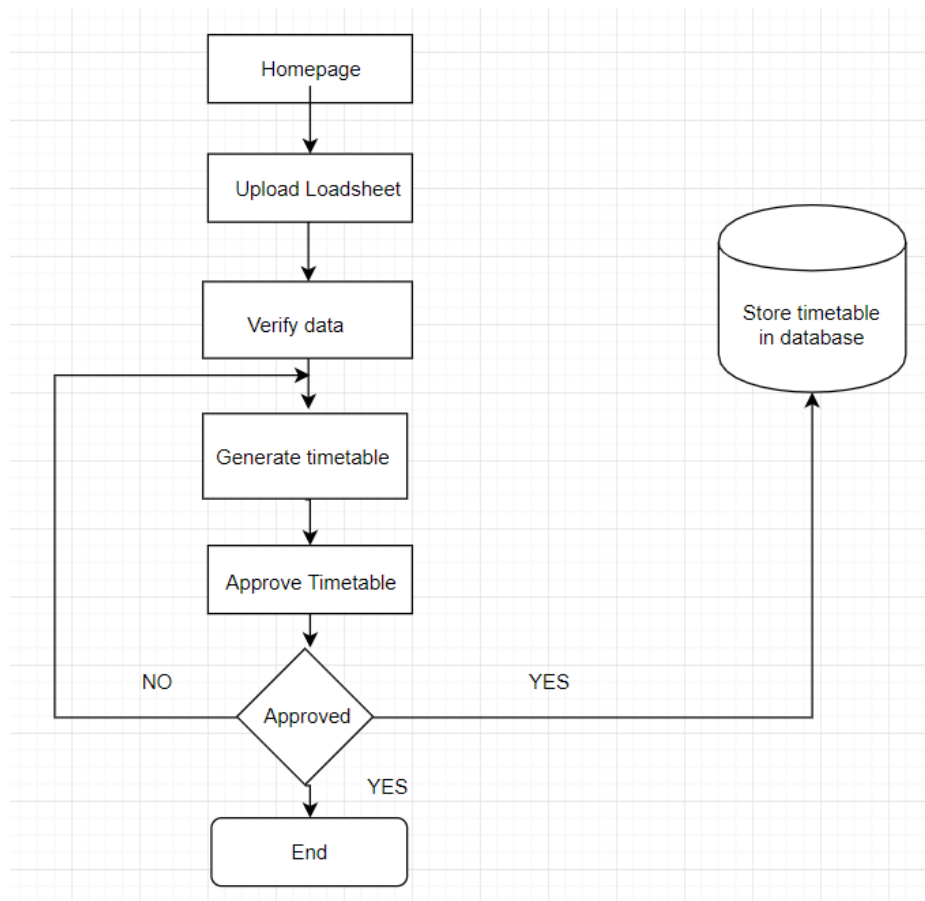 Homepage
Upload Loadsheet
Verify data
Store timetable
in database
Generate timetable
Approve Timetable
NO
YES
Approved
YES
End